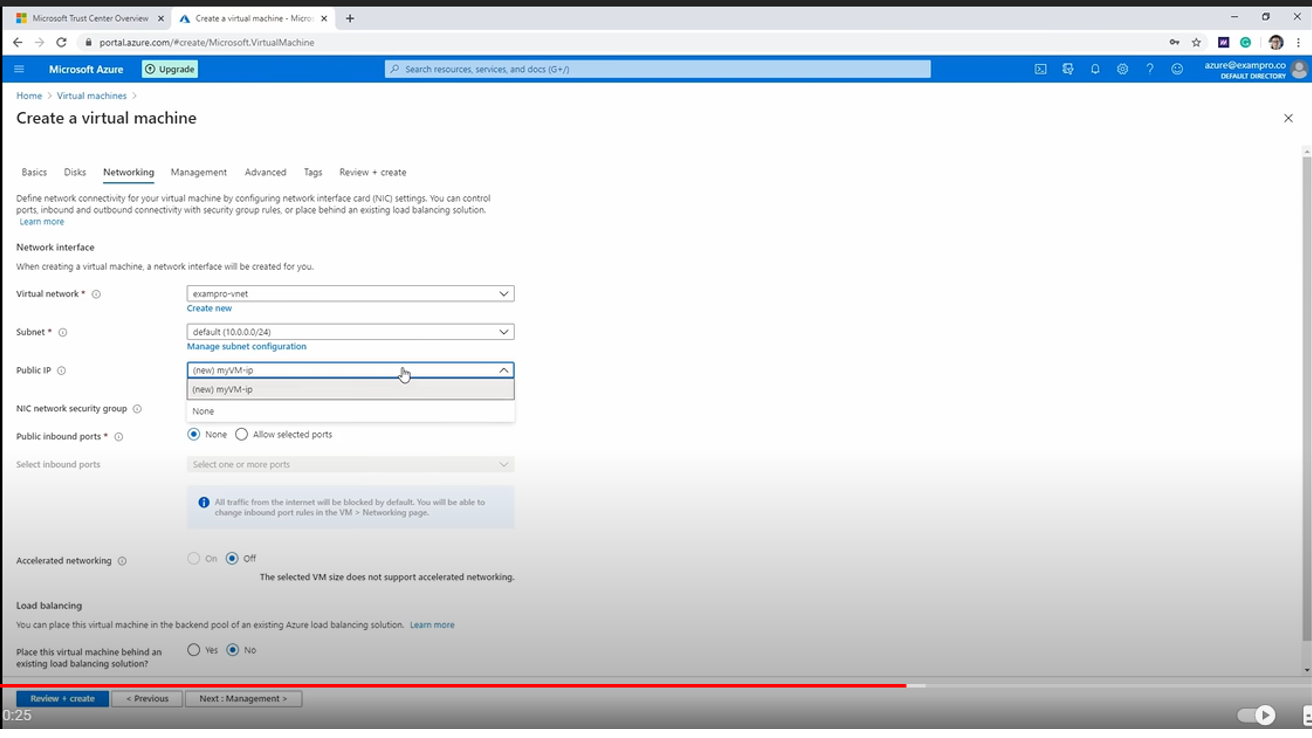 Microsoft Trust Center Overview
Create a virtual machine - Micros
portal.azure.com/#create/Microsoft.VirtualMachine
Microsoft Azure
Upgrade
Search resources, services, and docs (G+/)
azure@exampro.co
DEFAULT DIRECTORY
Home > Virtual machines >
Create a virtual machine
Basics Disks Networking Management Advanced Tags Review + create
Define network connectivity for your virtual machine by configuring network interface card (NIC) settings. You can control
ports, inbound and outbound connectivity with security group rules, or place behind an existing load balancing solution.
Learn more
Network interface
When creating a virtual machine, a network interface will be created for you.
Virtual network * exampro-vnet
Create new
Subnet * default (10.0.0.0/24)
Manage subnet configuration
Public IP (new) myVM-ip
(new) myVM-ip
NIC network security group None
Public inbound ports * None Allow selected ports
Select inbound ports Select one or more ports
All traffic from the internet will be blocked by default. You will be able to
change inbound port rules in the VM > Networking page.
Accelerated networking On Off
The selected VM size does not support accelerated networking.
Load balancing
You can place this virtual machine in the backend pool of an existing Azure load balancing solution. Learn more
Place this virtual machine behind an Yes No
existing load balancing solution?
Review + create < Previous Next : Management >
0:25